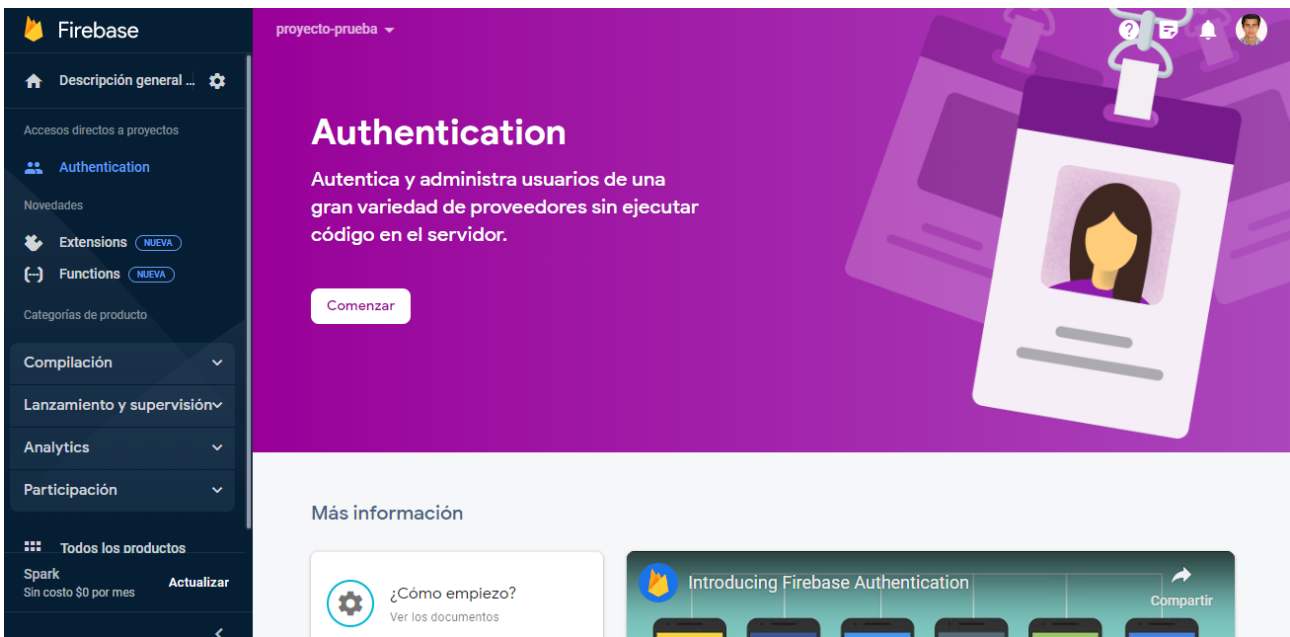 Firebase
Descripción general ...
Accesos directos a proyectos
Authentication
Novedades
Extensions NUEVA
Functions NUEVA
Categorías de producto
Compilación
Lanzamiento y supervisión
Analytics
Participación
Todos los productos
Spark
Sin costo $0 por mes
Actualizar
proyecto-prueba
Authentication
Autentica y administra usuarios de una
gran variedad de proveedores sin ejecutar
código en el servidor.
Comenzar
Más información
¿Cómo empiezo?
Ver los documentos
Introducing Firebase Authentication
Compartir